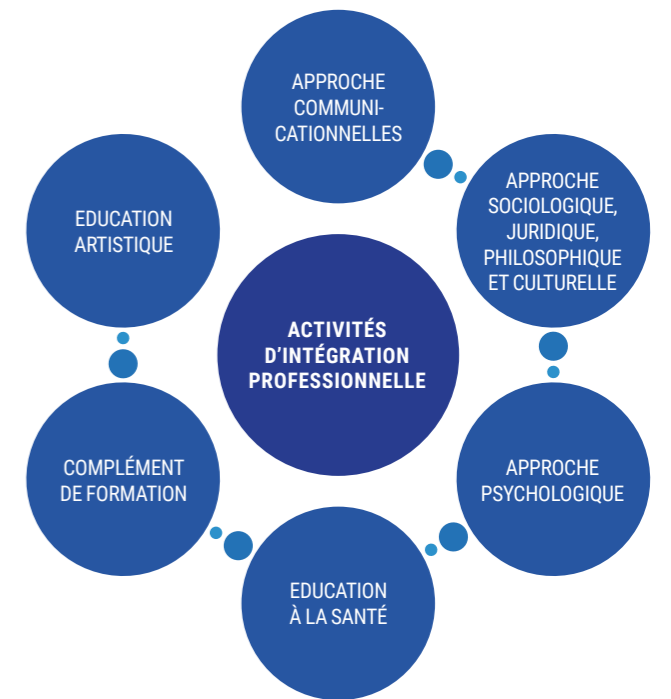 APPROCHE
COMMUNI-
CATIONNELLES
APPROCHE
SOCIOLOGIQUE,
JURIDIQUE,
PHILOSOPHIQUE
ET CULTURELLE
EDUCATION
ARTISTIQUE
ACTIVITÉS
D'INTÉGRATION
PROFESSIONNELLE
COMPLÉMENT
DE FORMATION
APPROCHE
PSYCHOLOGIQUE
EDUCATION
À LA SANTÉ